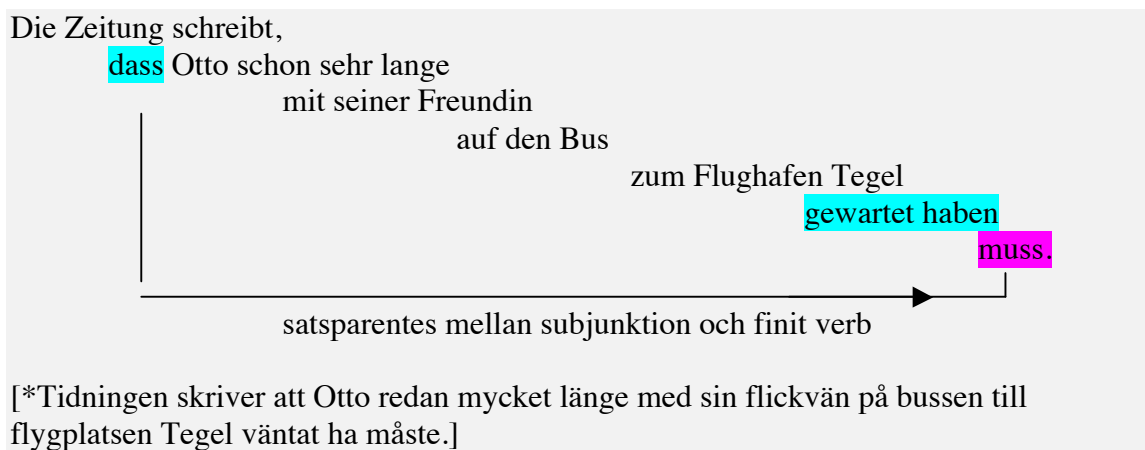 Die Zeitung schreibt,
dass Otto schon sehr lange
mit seiner Freundin
auf den Bus
zum Flughafen Tegel
gewartet haben
muss.
satsparentes mellan subjunktion och finit verb
[*Tidningen skriver att Otto redan mycket länge med sin flickvän på bussen till
flygplatsen Tegel väntat ha måste.]